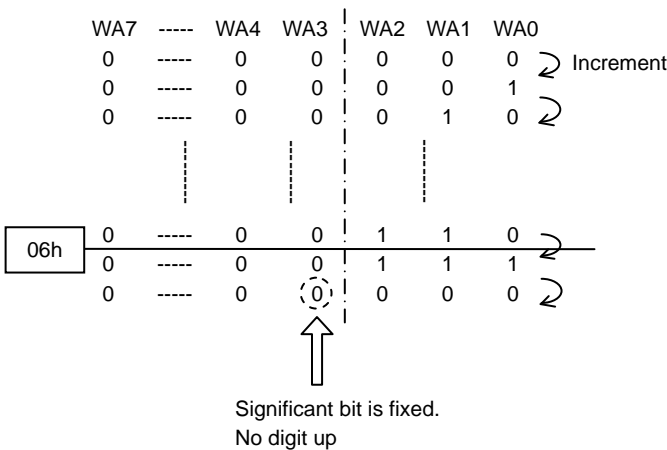 WA7 ----- WA4 WA3 WA2 WA1 WA0
0 ----- 0 0 0 0 0 Increment
0 ----- 0 0 0 0 1
0 ----- 0 0 0 1 0
0 ----- 0 0 1 1 0
06h
0 ----- 0 0 1 1 1
0 ----- 0 0 0 0 0
Significant bit is fixed.
No digit up